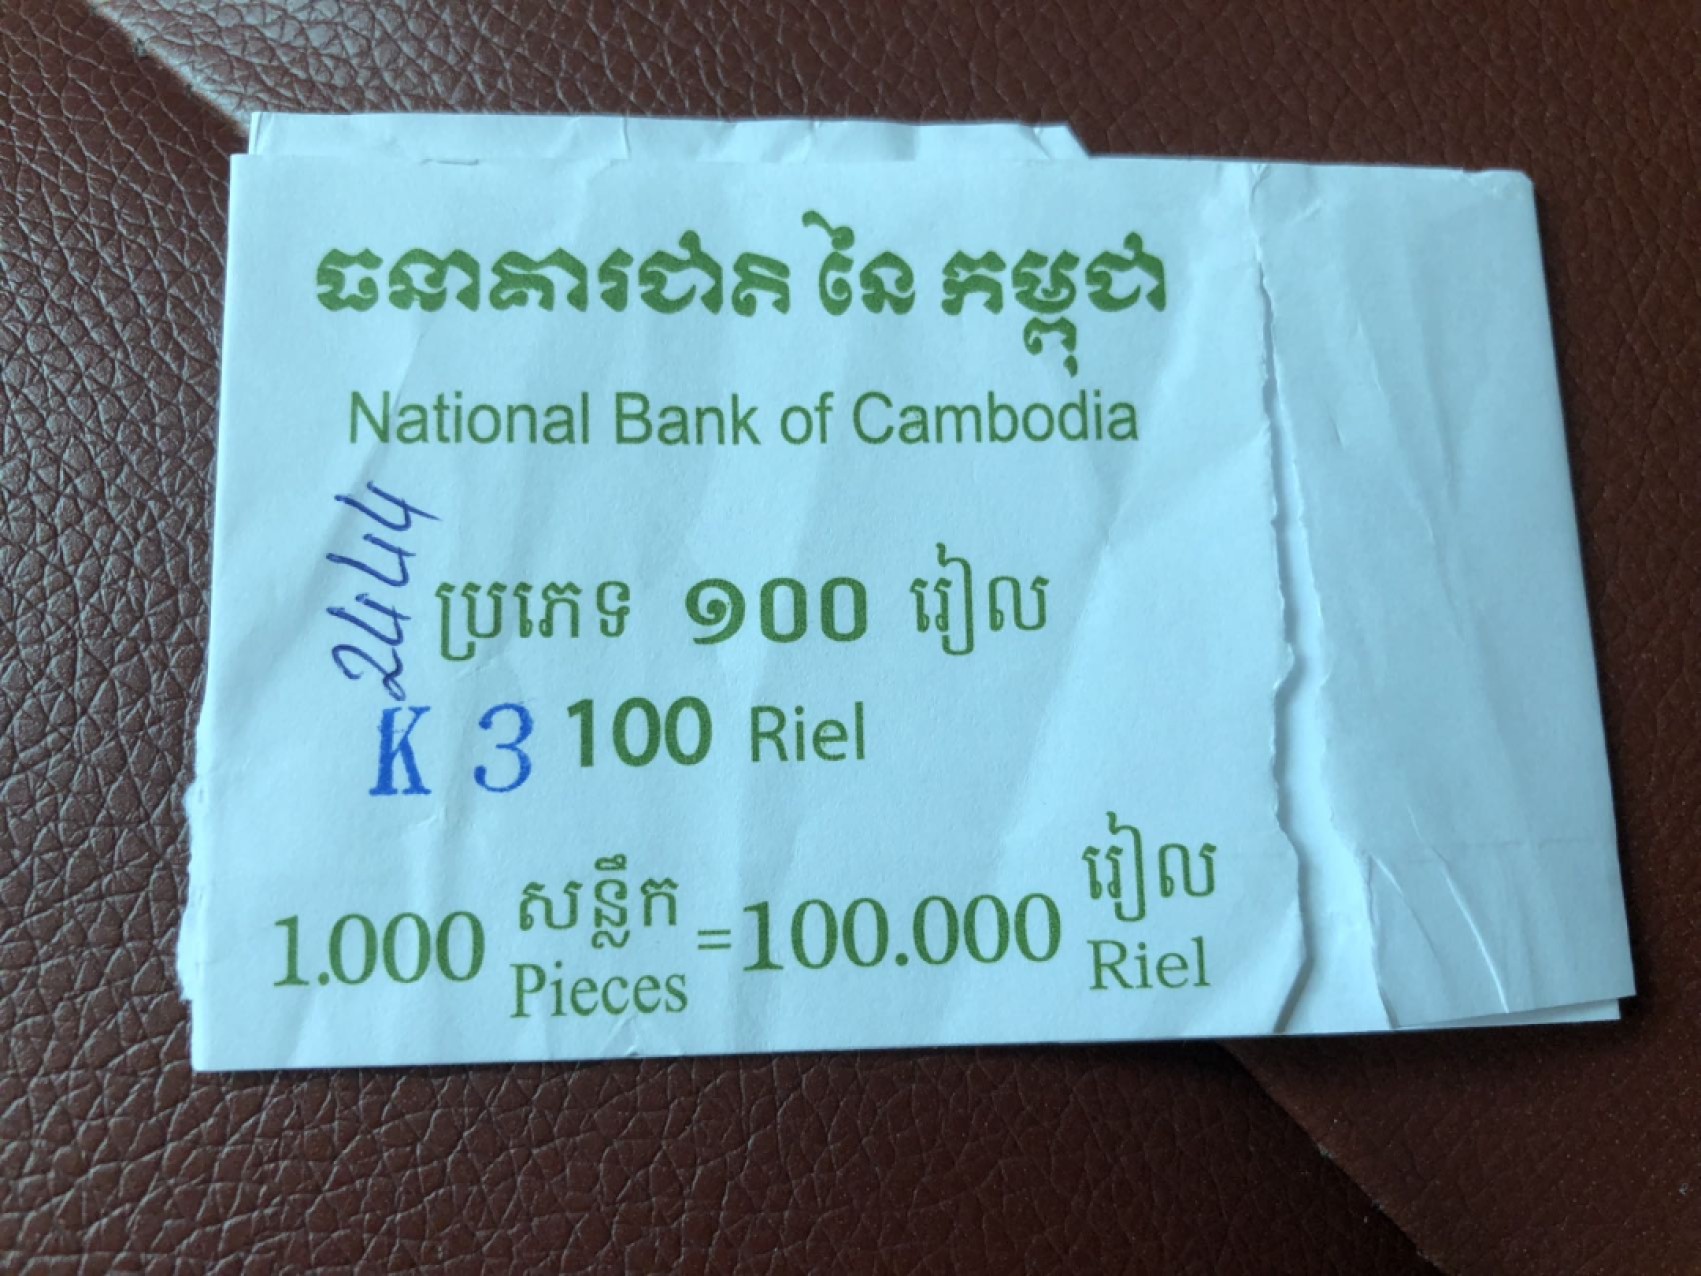 ធនាគារជាតិ នៃ កម្ពុជា
National Bank of Cambodia
2444
ប្រភេទ ១០០ រៀល
K 3 100 Riel
1.000 សន្លឹក Pieces = 100.000 រៀល Riel